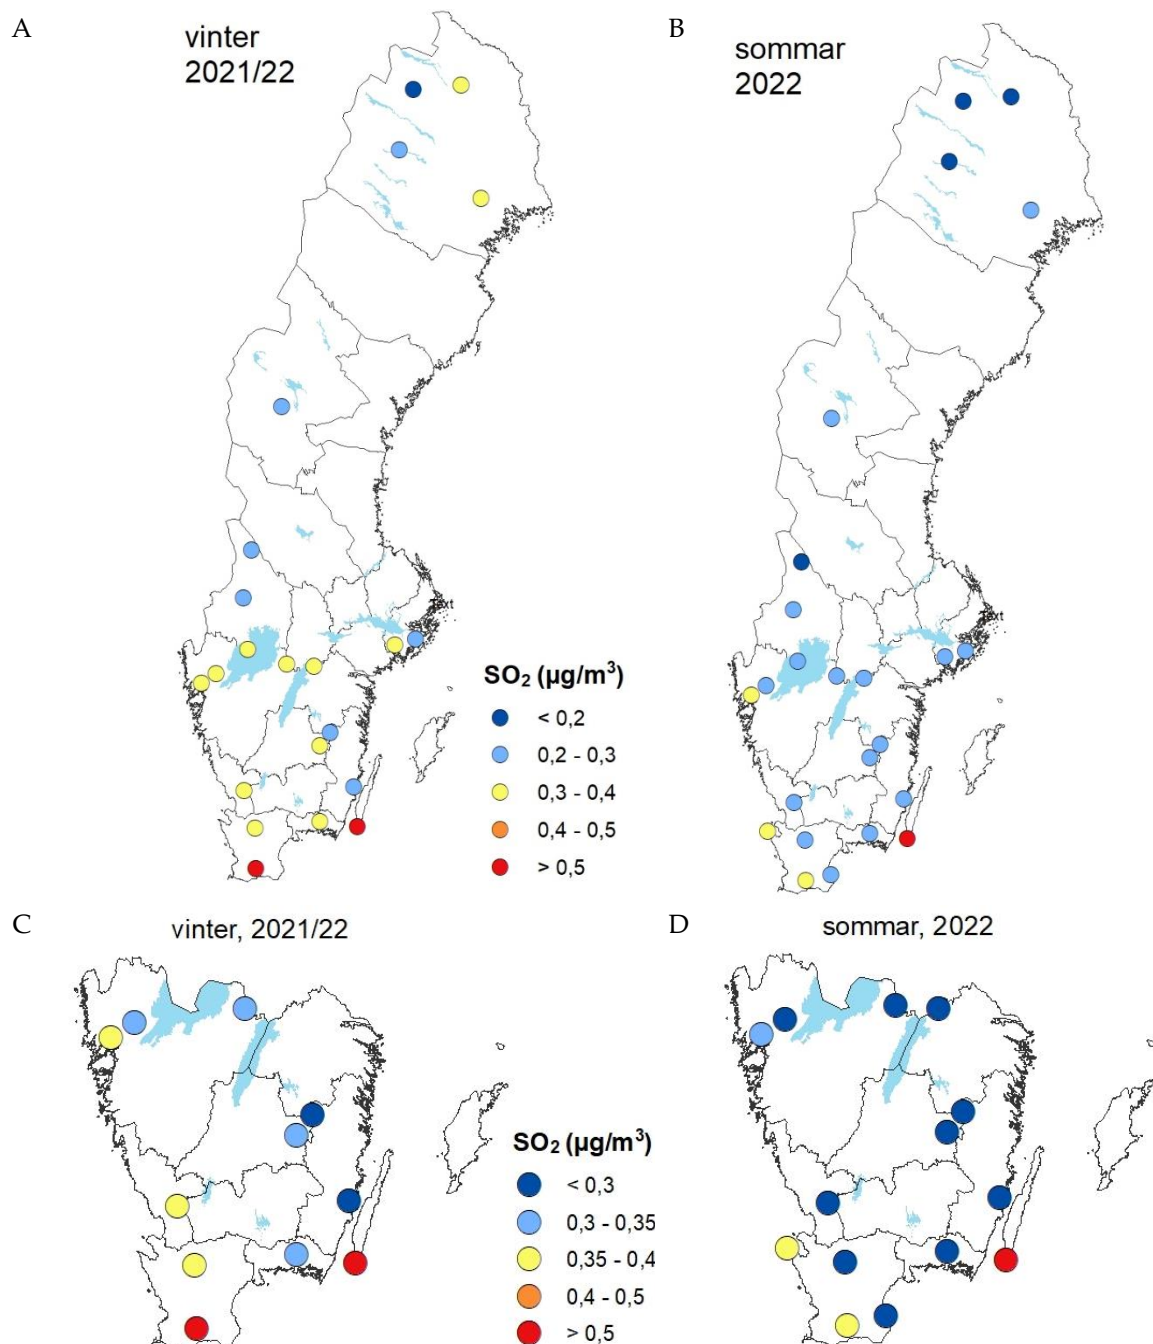 A
vinter
2021/22
B
sommar
2022
Text
Text
SO₂ (µg/m³)
< 0,2
0,2 - 0,3
0,3 - 0,4
0,4 - 0,5
> 0,5
C
vinter, 2021/22
D
sommar, 2022
SO₂ (µg/m³)
< 0,3
0,3 - 0,35
0,35 - 0,4
0,4 - 0,5
> 0,5